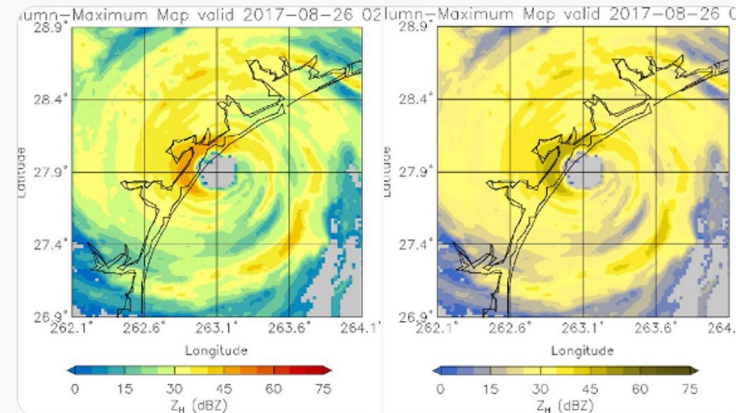 umn-Maximum Map valid 2017-08-26 02
28.9°
28.4°
27.9°
27.4°
26.9°
Latitude
262.1° 262.6° 263.1° 263.6° 264.1°
Longitude
0 15 30 45 60 75
Z_H (dBZ)
lumn-Maximum Map valid 2017-08-26 0
28.9°
28.4°
27.9°
27.4°
26.9°
Latitude
262.1° 262.6° 263.1° 263.6° 264.
Longitude
0 15 30 45 60 75
Z_H (dBZ)